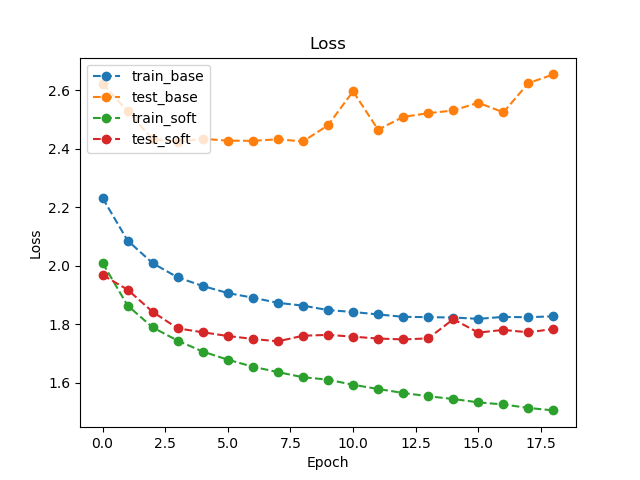 Loss
train_base
test_base
train_soft
test_soft
2.6
2.4
2.2
2.0
1.8
1.6
Loss
0.0 2.5 5.0 7.5 10.0 12.5 15.0 17.5
Epoch